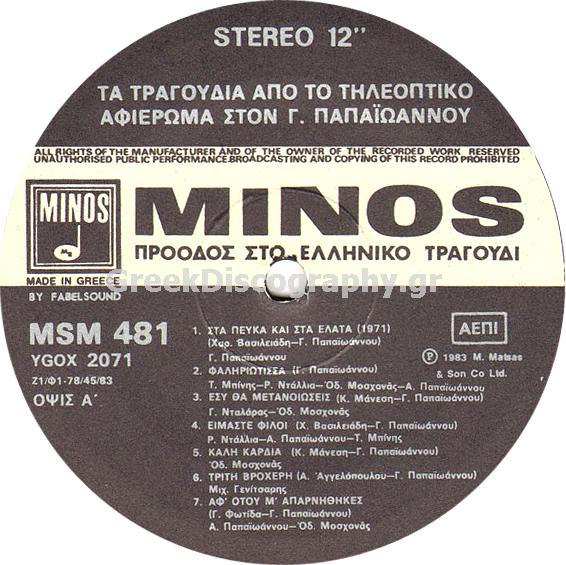 STEREO 12''
ΤΑ ΤΡΑΓΟΥΔΙΑ ΑΠΟ ΤΟ ΤΗΛΕΟΠΤΙΚΟ
ΑΦΙΕΡΩΜΑ ΣΤΟΝ Γ. ΠΑΠΑΪΩΑΝΝΟΥ
ALL RIGHTS OF THE MANUFACTURER AND OF THE OWNER OF THE RECORDED WORK RESERVED
UNAUTHORISED PUBLIC PERFORMANCE.BROADCASTING AND COPYING OF THIS RECORD PROHIBITED
MINOS
MINOS
ΠΡΟΟΔΟΣ ΣΤΟ ΕΛΛΗΝΙΚΟ ΤΡΑΓΟΥΔΙ
MADE IN GREECE
BY FABELSOUND
GreekDiscography.gr
MSM 481
YGOX 2071
Ζ1/Φ1-78/45/83
ΟΨΙΣ Α΄
1. ΣΤΑ ΠΕΥΚΑ ΚΑΙ ΣΤΑ ΕΛΑΤΑ (1971)
(Χαρ. Βασιλειάδη-Γ. Παπαϊωάννου)
Γ. Παπαϊωάννου
2. ΦΑΛΗΡΙΩΤΙΣΣΑ (Γ. Παπαϊωάννου)
Τ. Μπίνης-Ρ. Ντάλλια-Οδ. Μοσχονάς-Α. Παπαϊωάννου
3. ΕΣΥ ΘΑ ΜΕΤΑΝΟΙΩΣΕΙΣ (Κ. Μάνεση-Γ. Παπαϊωάννου)
Γ. Νταλάρας-Οδ. Μοσχονάς
4. ΕΙΜΑΣΤΕ ΦΙΛΟΙ (Χ. Βασιλειάδη-Γ. Παπαϊωάννου)
Ρ. Ντάλλια-Α. Παπαϊωάννου-Τ. Μπίνης
5. ΚΑΛΗ ΚΑΡΔΙΑ (Κ. Μάνεση-Γ. Παπαϊωάννου)
Οδ. Μοσχονάς
6. ΤΡΙΤΗ ΒΡΟΧΕΡΗ (Α. Αγγελόπουλου-Γ. Παπαϊωάννου)
Μιχ. Γενίτσαρης
7. ΑΦ' ΟΤΟΥ Μ' ΑΠΑΡΝΗΘΗΚΕΣ
(Γ. Φωτίδα-Γ. Παπαϊωάννου)
Α. Παπαϊωάννου-Οδ. Μοσχονάς
ΑΕΠΙ
Ⓟ 1983 M. Matsas
& Son Co Ltd.